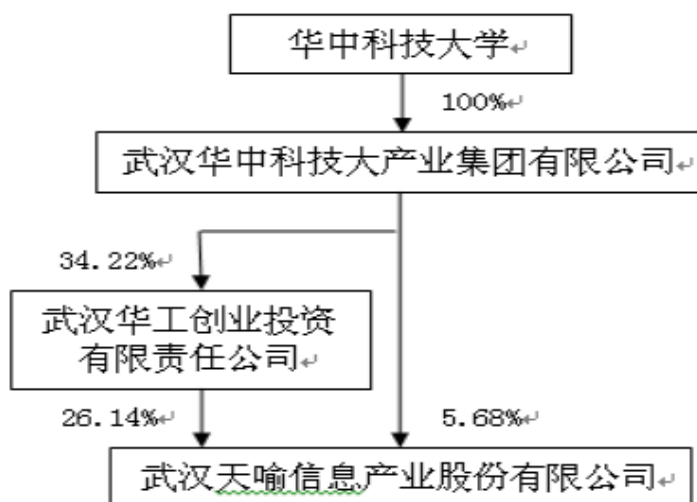 华中科技大学
100%
武汉华中科技大产业集团有限公司
34.22%
武汉华工创业投资
有限责任公司
26.14%
5.68%
武汉天喻信息产业股份有限公司